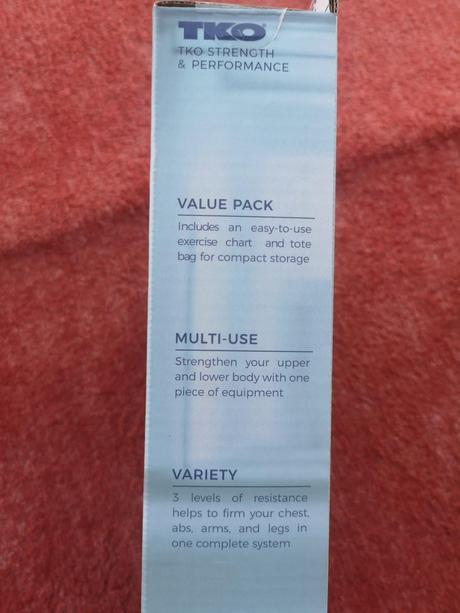 TKO
TKO STRENGTH
& PERFORMANCE
VALUE PACK
Includes an easy-to-use
exercise chart and tote
bag for compact storage
MULTI-USE
Strengthen your upper
and lower body with one
piece of equipment
VARIETY
3 levels of resistance
helps to firm your chest,
abs, arms, and legs in
one complete system